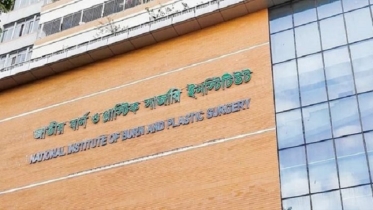 জাতীয় বার্ন ও প্লাস্টিক সার্জারি ইনস্টিটিউট
NATIONAL INSTITUTE OF BURN AND PLASTIC SURGERY